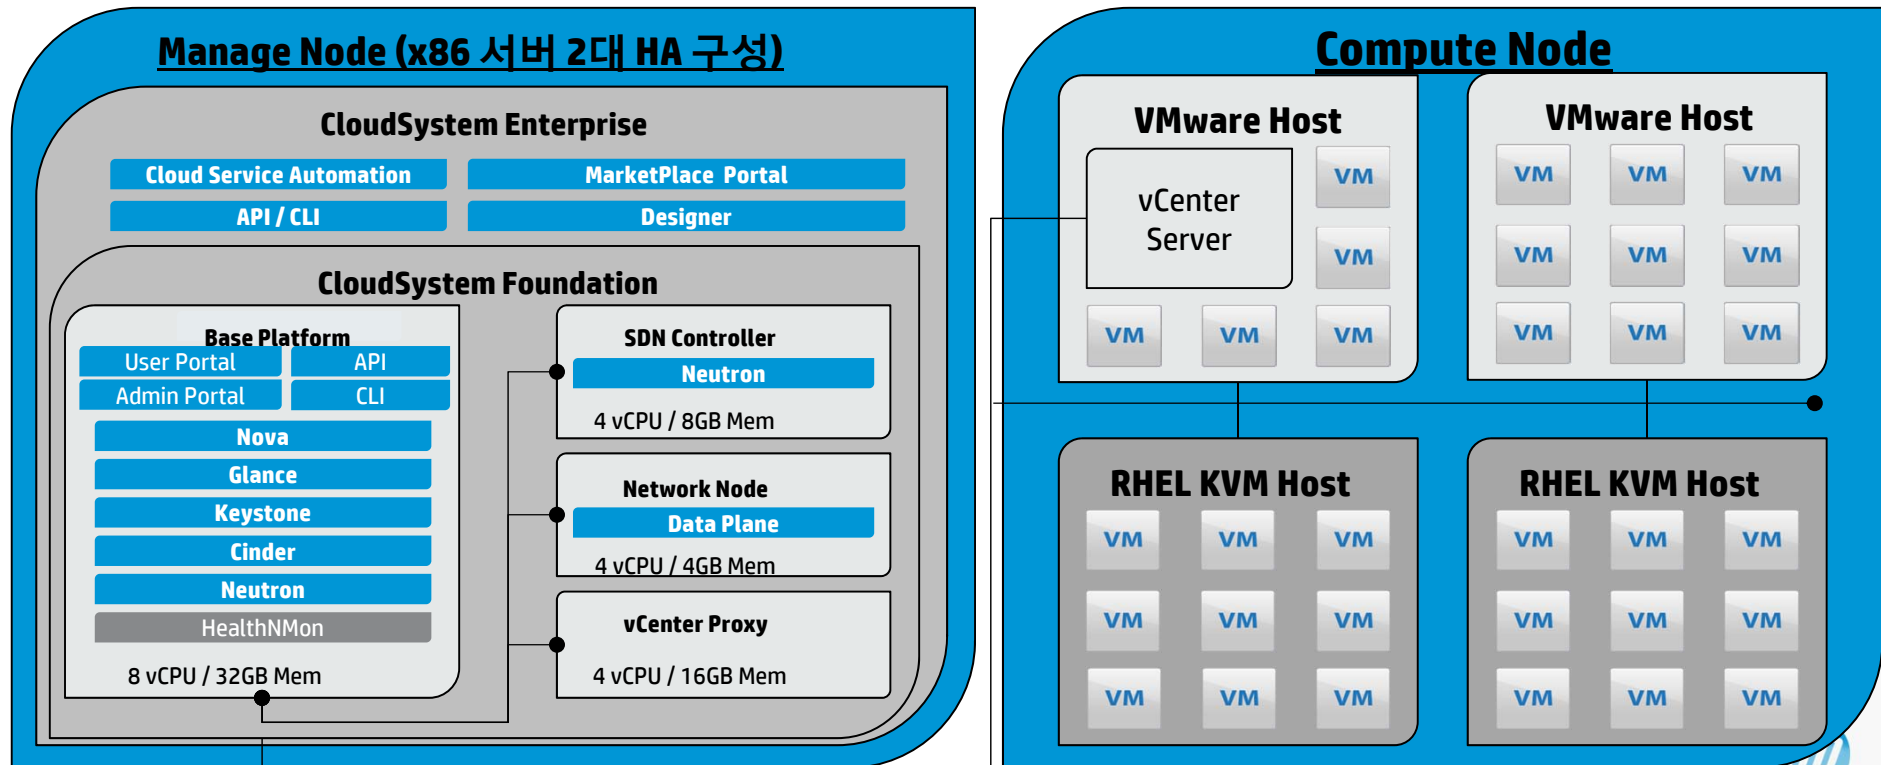 Manage Node (x86 서버 2대 HA 구성)
CloudSystem Enterprise
Cloud Service Automation
MarketPlace Portal
API / CLI
Designer
CloudSystem Foundation
Base Platform
User Portal
API
Admin Portal
CLI
Nova
Glance
Keystone
Cinder
Neutron
HealthNMon
8 vCPU / 32GB Mem
SDN Controller
Neutron
4 vCPU / 8GB Mem
Network Node
Data Plane
4 vCPU / 4GB Mem
vCenter Proxy
4 vCPU / 16GB Mem
Compute Node
VMware Host
vCenter
Server
VM
VM
VM VM VM
VMware Host
VM VM VM
VM VM VM
VM VM VM
RHEL KVM Host
VM VM VM
VM VM VM
VM VM VM
RHEL KVM Host
VM VM VM
VM VM VM
VM VM VM